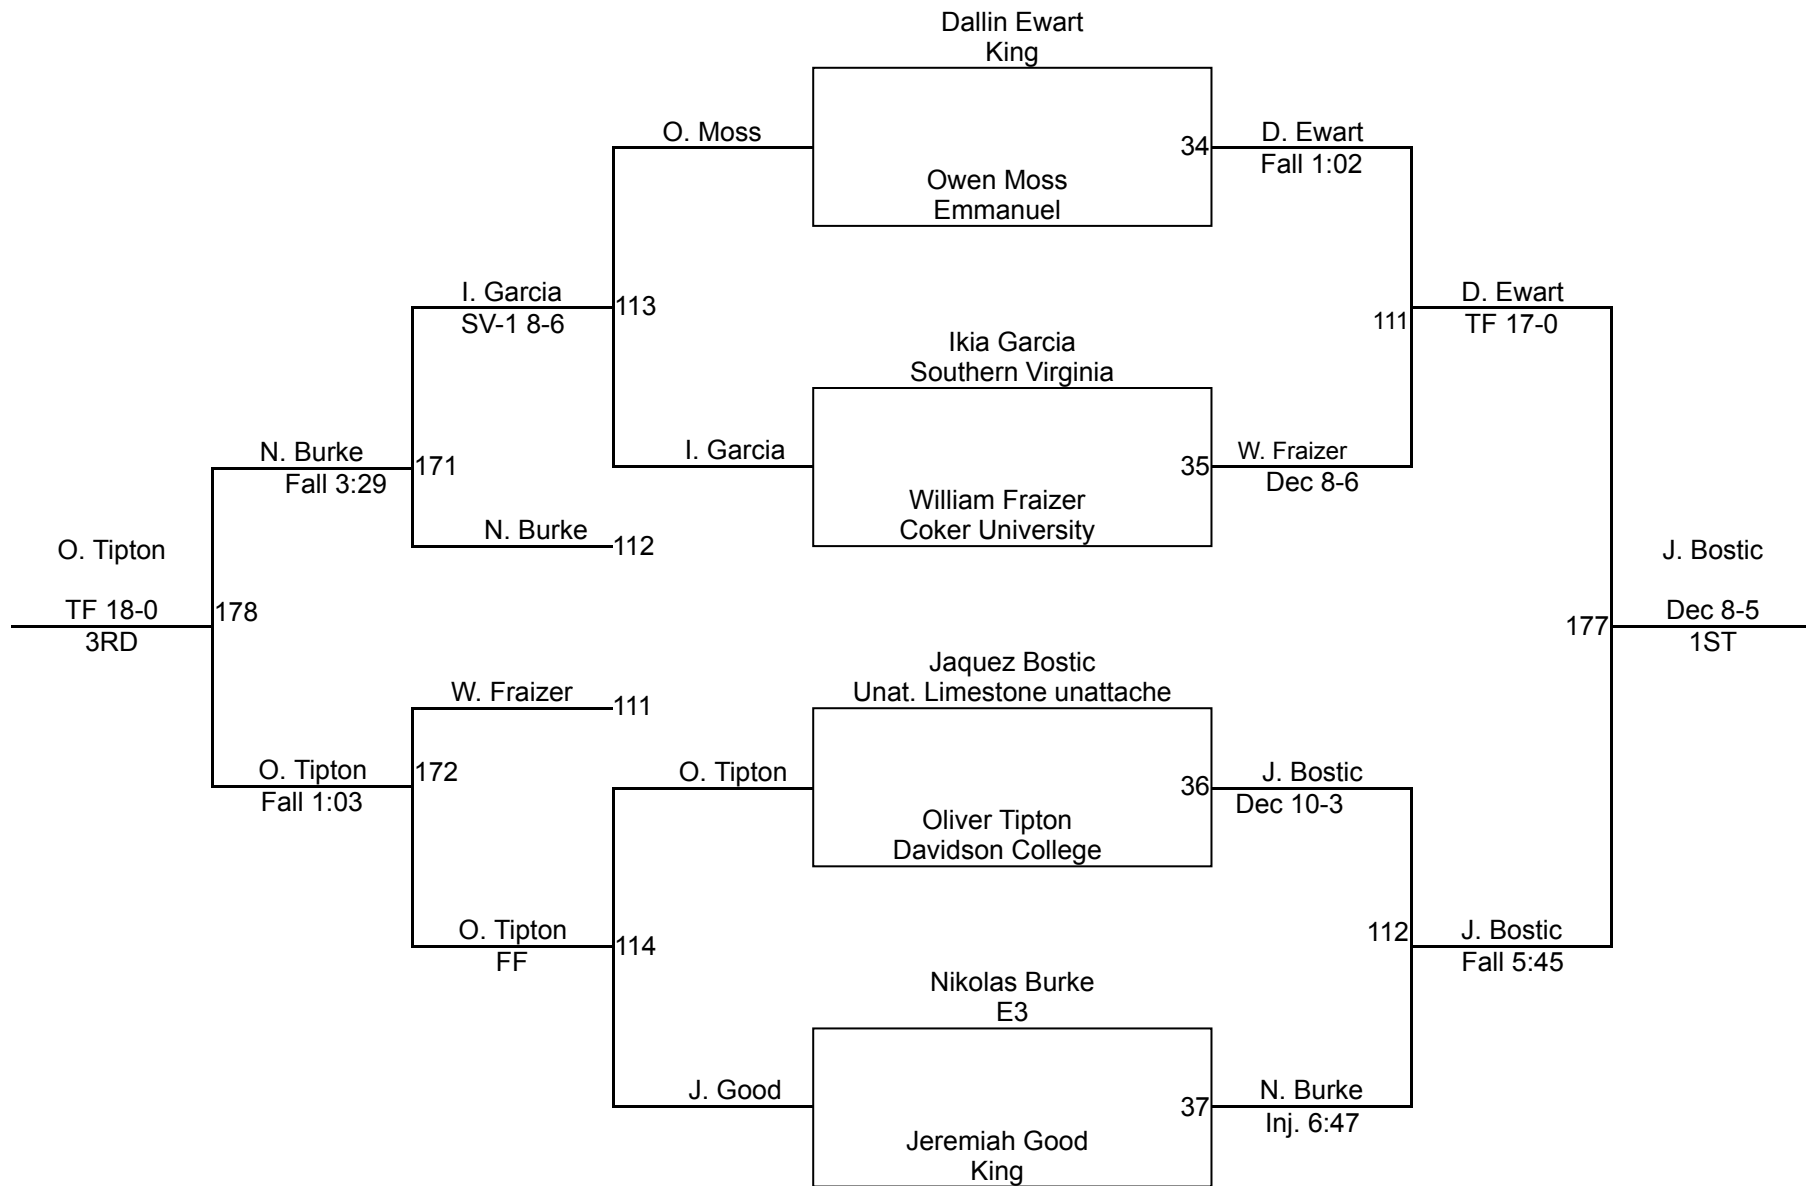 Dallin Ewart
King
O. Moss
34
D. Ewart
Fall 1:02
Owen Moss
Emmanuel
I. Garcia
SV-1 8-6
113
D. Ewart
TF 17-0
111
Ikia Garcia
Southern Virginia
N. Burke
Fall 3:29
171
I. Garcia
35
W. Fraizer
Dec 8-6
William Fraizer
Coker University
N. Burke
112
O. Tipton
TF 18-0
3RD
178
J. Bostic
Dec 8-5
1ST
177
Jaquez Bostic
Unat. Limestone unattache
W. Fraizer
111
O. Tipton
Fall 1:03
172
O. Tipton
36
J. Bostic
Dec 10-3
Oliver Tipton
Davidson College
O. Tipton
FF
114
112
J. Bostic
Fall 5:45
Nikolas Burke
E3
J. Good
37
N. Burke
Inj. 6:47
Jeremiah Good
King